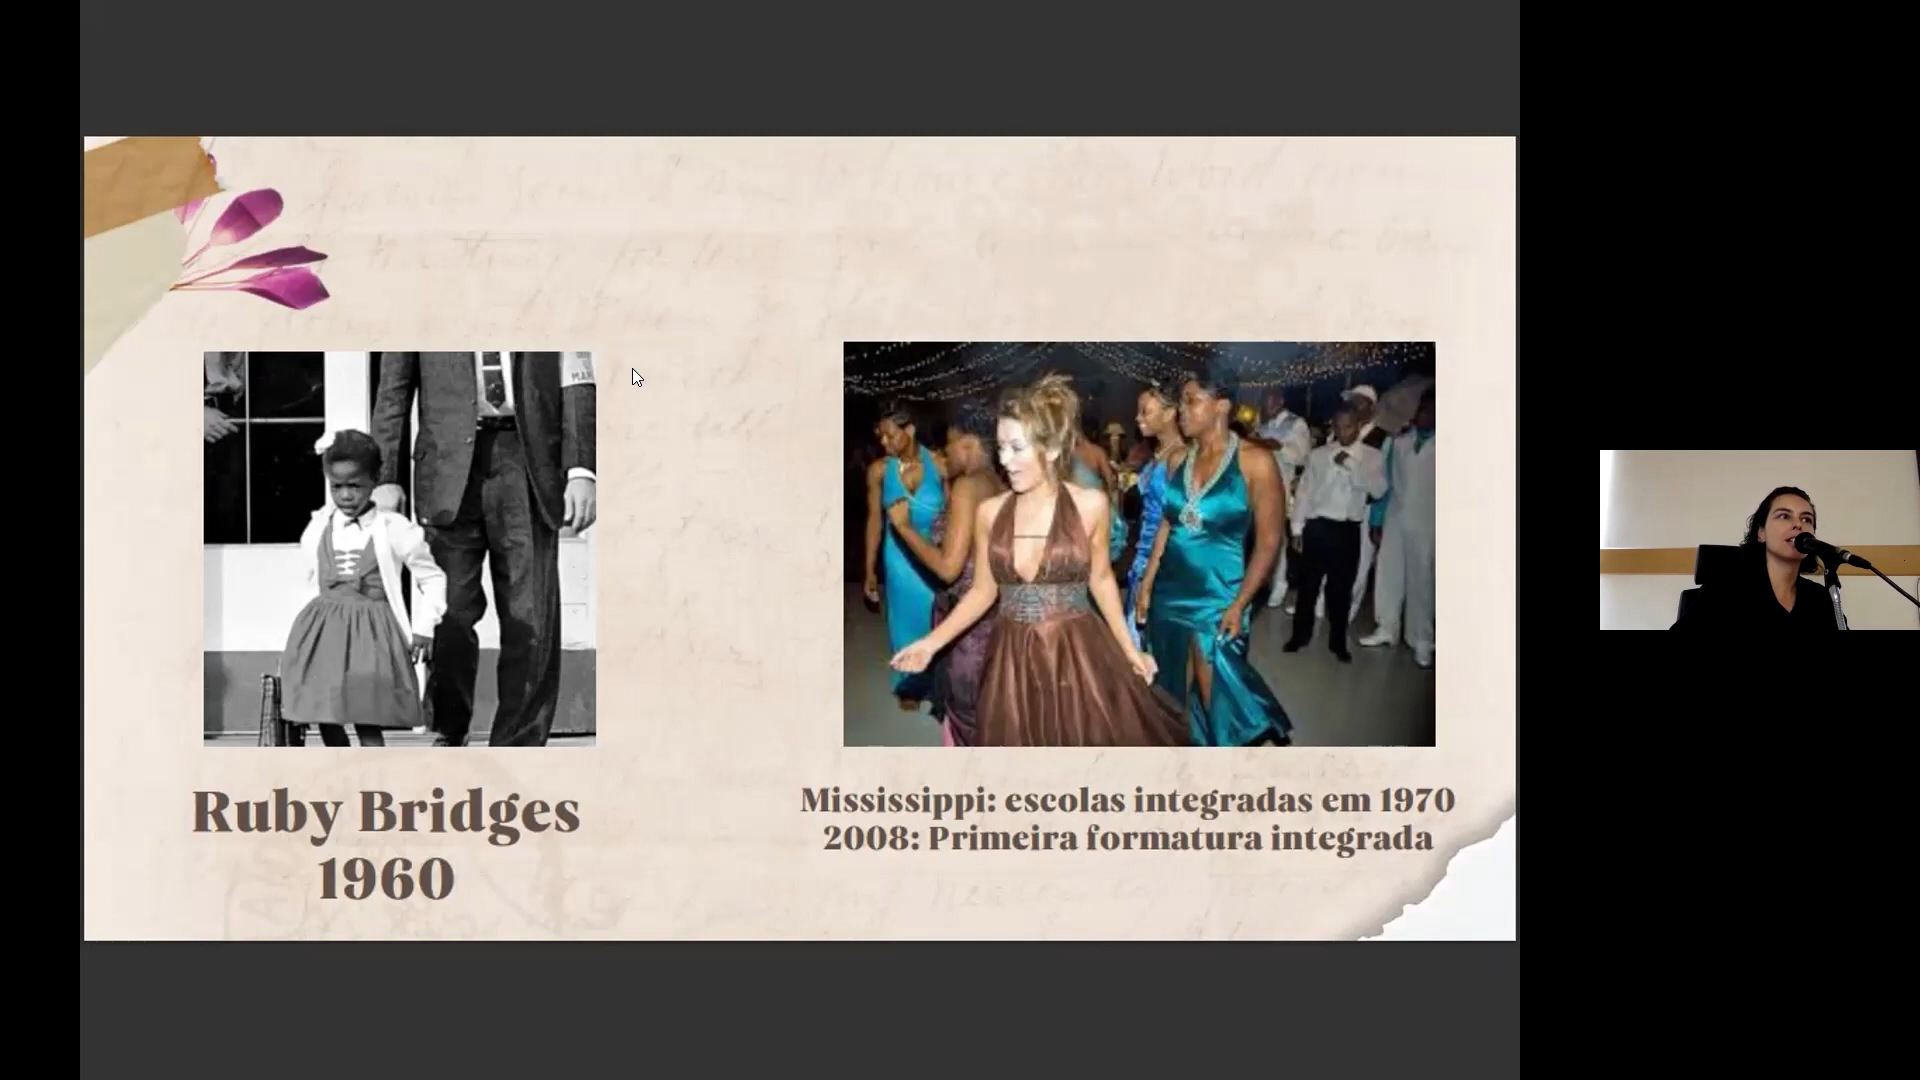 Ruby Bridges
1960
Mississippi: escolas integradas em 1970
2008: Primeira formatura integrada